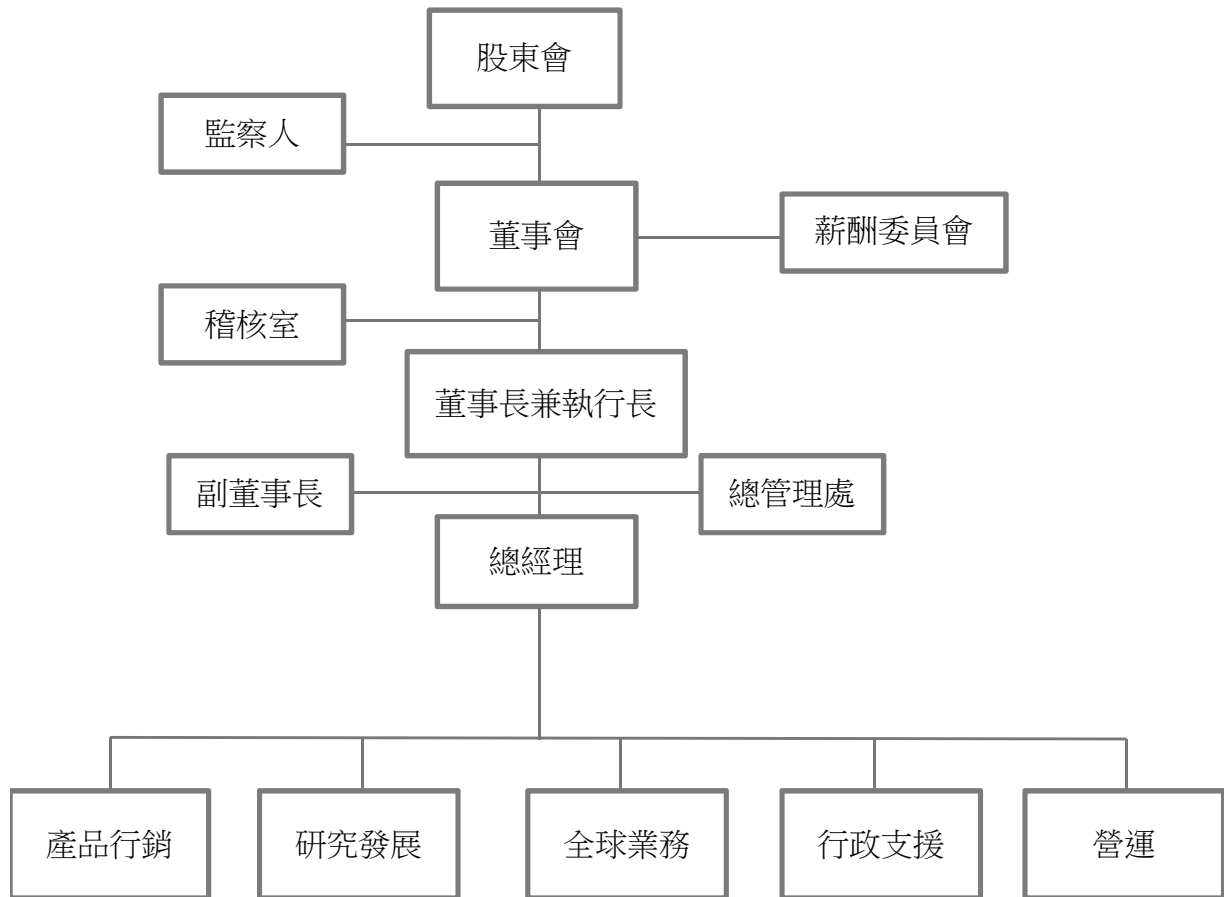 股東會
監察人
董事會
薪酬委員會
稽核室
董事長兼執行長
副董事長
總管理處
總經理
產品行銷
研究發展
全球業務
行政支援
營運